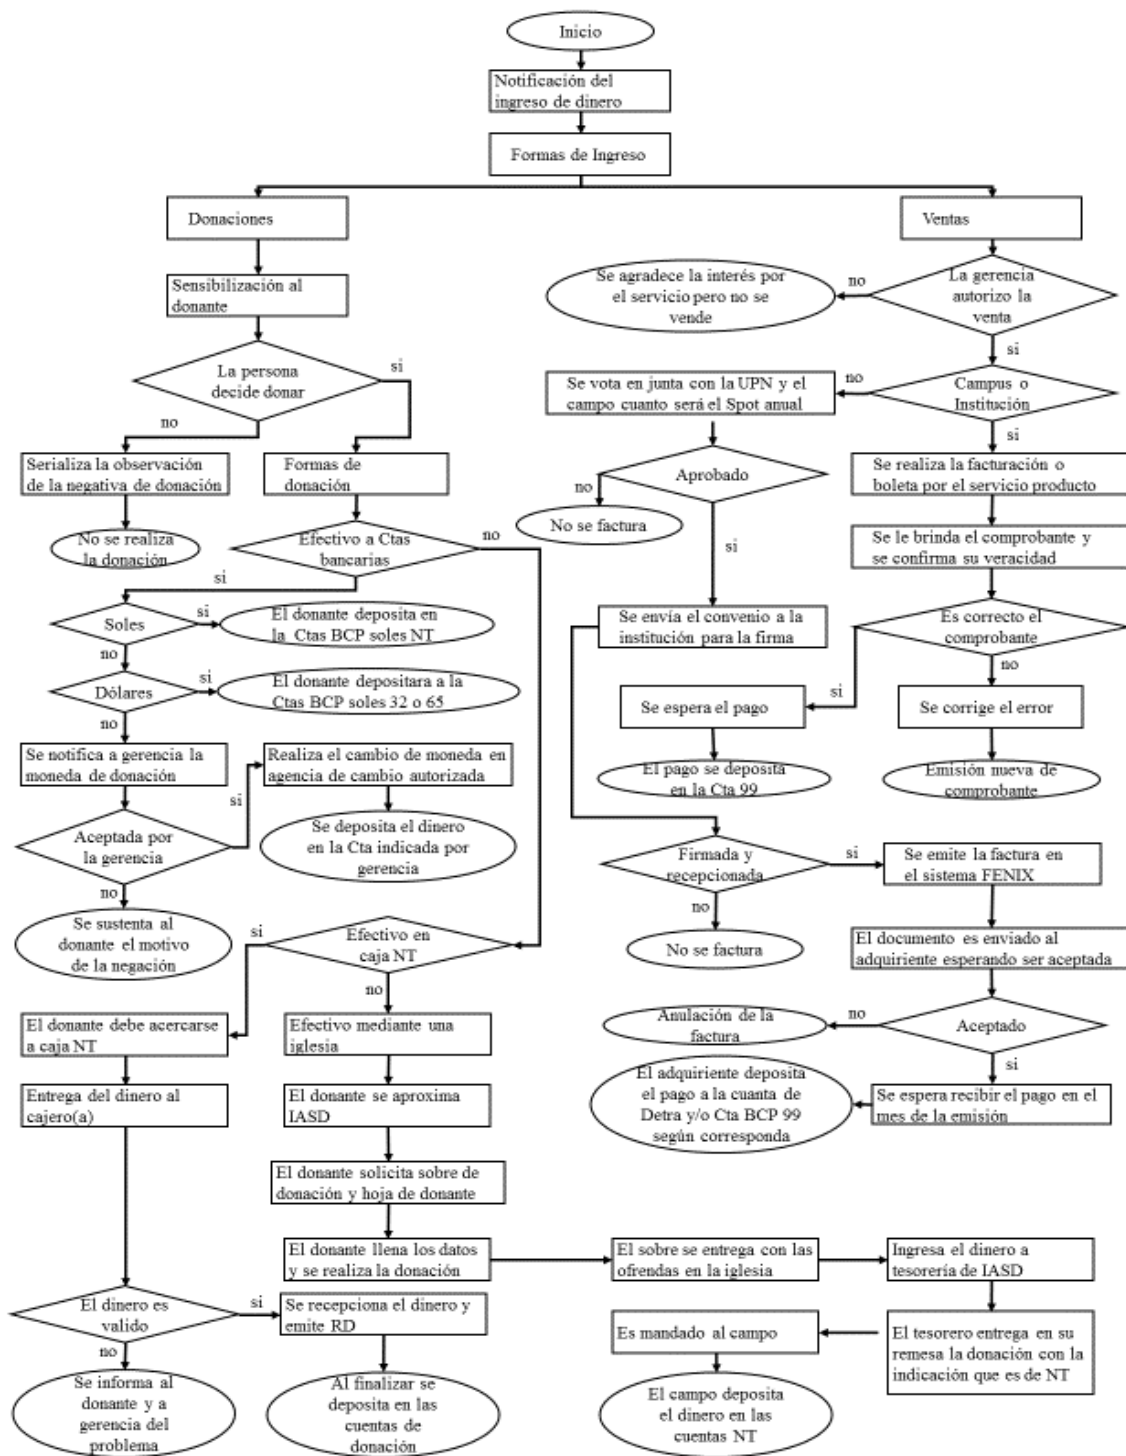 Inicio
Notificación del
ingreso de dinero
Formas de Ingreso
Donaciones
Ventas
Sensibilización al
donante
Se agradece la interés por
el servicio pero no se
vende
no
La gerencia
autorizo la
venta
si
La persona
decide donar
si
no
Se vota en junta con la UPN y el
campo cuanto será el Spot anual
no
Campus o
Institución
si
Serializa la observación
de la negativa de donación
Formas de
donación
Aprobado
no
si
Se realiza la facturación o
boleta por el servicio producto
No se realiza
la donación
Efectivo a Ctas
bancarias
no
si
No se factura
Se le brinda el comprobante y
se confirma su veracidad
Soles
si
no
El donante deposita en
la Ctas BCP soles NT
Se envía el convenio a la
institución para la firma
Es correcto el
comprobante
no
si
Dólares
si
no
El donante depositara a la
Ctas BCP soles 32 o 65
Se espera el pago
Se corrige el error
Se notifica a gerencia la
moneda de donación
Realiza el cambio de moneda en
agencia de cambio autorizada
si
El pago se deposita
en la Cta 99
Emisión nueva de
comprobante
Aceptada por
la gerencia
no
Se deposita el dinero
en la Cta indicada por
gerencia
Firmada y
recepcionada
si
no
Se emite la factura en
el sistema FENIX
Se sustenta al
donante el motivo
de la negación
si
Efectivo en
caja NT
no
No se factura
El documento es enviado al
adquiriente esperando ser aceptada
El donante debe acercarse
a caja NT
Efectivo mediante una
iglesia
Anulación de la
factura
no
Aceptado
si
Entrega del dinero al
cajero(a)
El donante se aproxima
IASD
El adquiriente deposita
el pago a la cuanta de
Detra y/o Cta BCP 99
según corresponda
Se espera recibir el pago en el
mes de la emisión
El donante solicita sobre de
donación y hoja de donante
El donante llena los datos
y se realiza la donación
El sobre se entrega con las
ofrendas en la iglesia
Ingresa el dinero a
tesorería de IASD
El dinero es
valido
si
no
Se recepciona el dinero y
emite RD
Es mandado al campo
El tesorero entrega en su
remesa la donación con la
indicación que es de NT
Se informa al
donante y a
gerencia del
problema
Al finalizar se
deposita en las
cuentas de
donación
El campo deposita
el dinero en las
cuentas NT